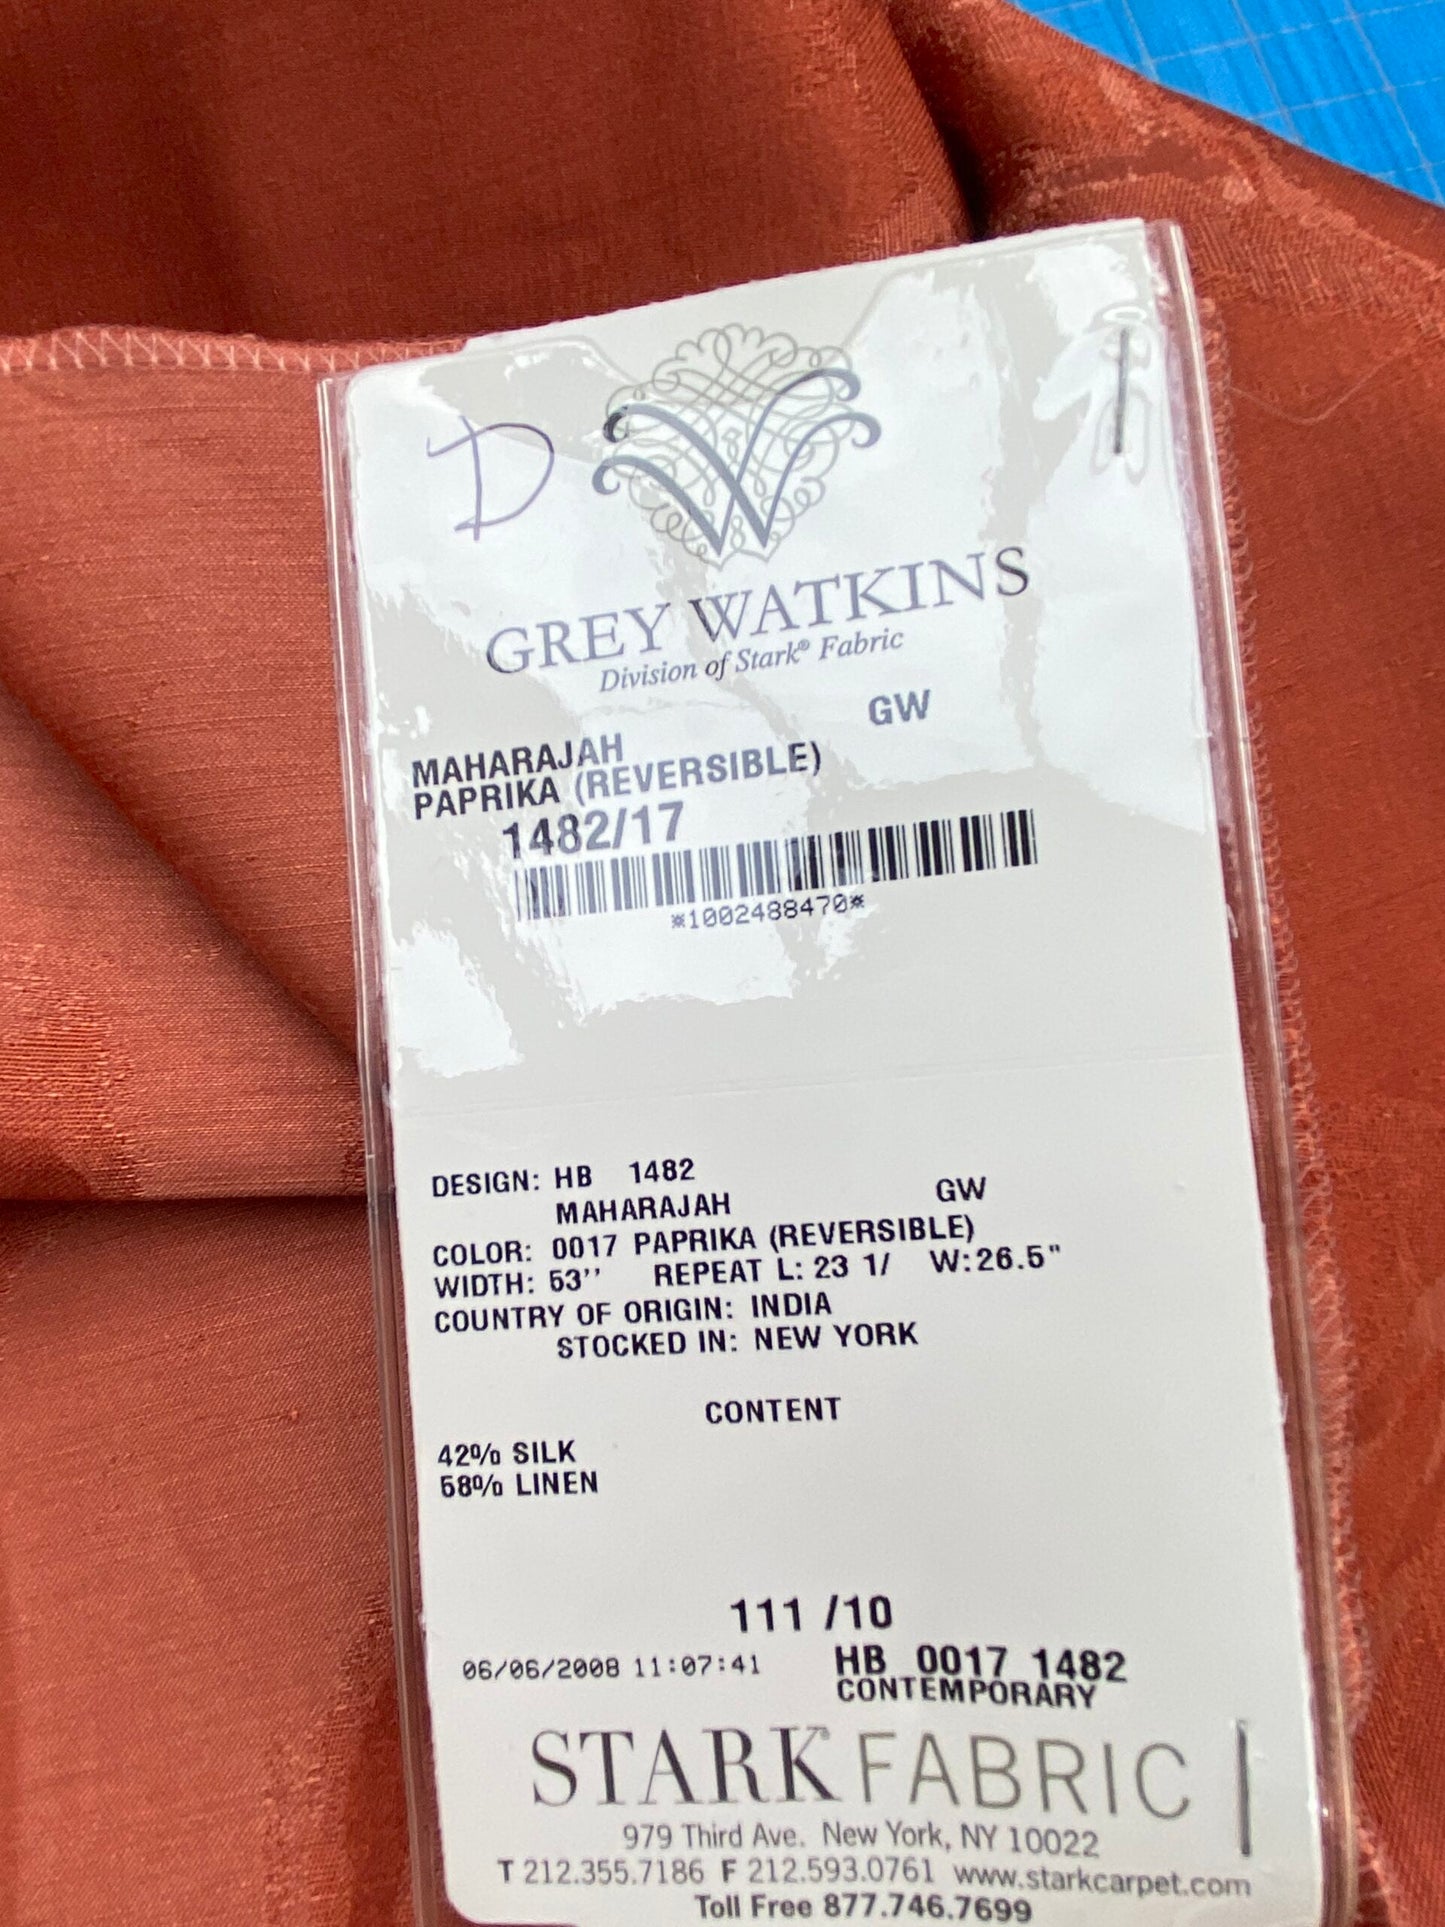 D
W
GREY WATKINS
Division of Stark® Fabric
GW
MAHARAJAH
PAPRIKA (REVERSIBLE)
1482/17
*1002488470*
DESIGN: HB 1482
MAHARAJAH GW
COLOR: 0017 PAPRIKA (REVERSIBLE)
WIDTH: 53'' REPEAT L: 23 1/ W:26.5"
COUNTRY OF ORIGIN: INDIA
STOCKED IN: NEW YORK
CONTENT
42% SILK
58% LINEN
111 /10
06/06/2008 11:07:41 HB 0017 1482
CONTEMPORARY
STARK® FABRIC
979 Third Ave. New York, NY 10022
T 212.355.7186 F 212.593.0761 www.starkcarpet.com
Toll Free 877.746.7699